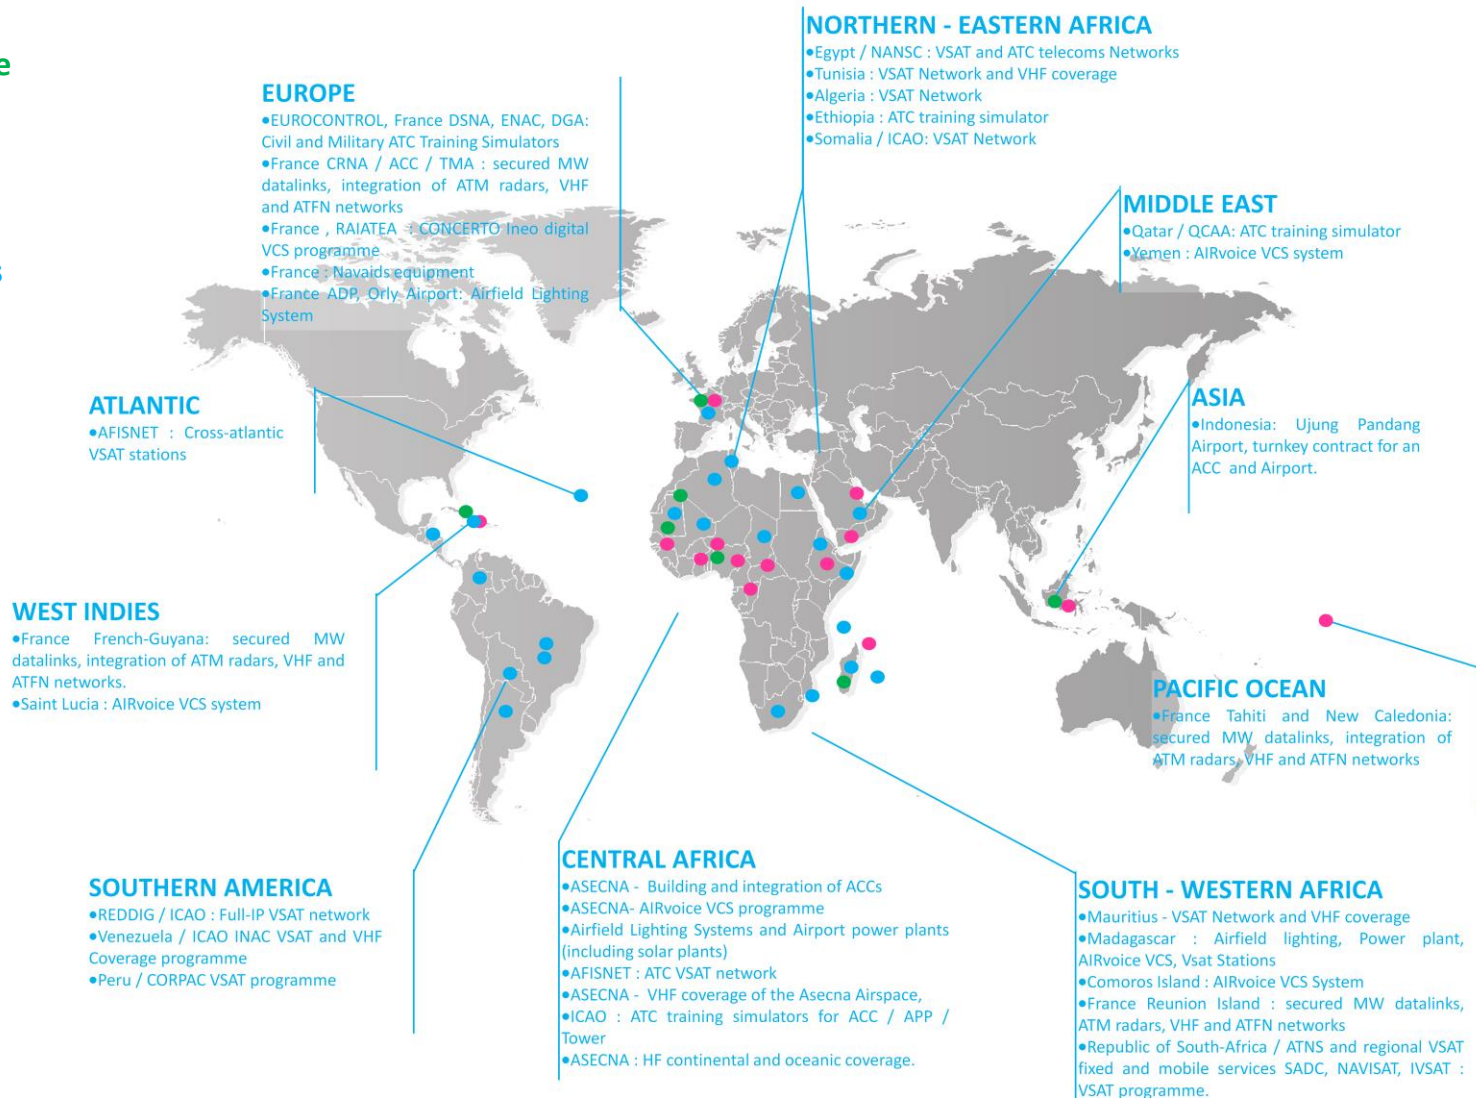 e
s
NORTHERN - EASTERN AFRICA
•Egypt / NANSC : VSAT and ATC telecoms Networks
•Tunisia : VSAT Network and VHF coverage
•Algeria : VSAT Network
•Ethiopia : ATC training simulator
•Somalia / ICAO: VSAT Network
EUROPE
•EUROCONTROL, France DSNA, ENAC, DGA:
Civil and Military ATC Training Simulators
•France CRNA / ACC / TMA : secured MW
datalinks, integration of ATM radars, VHF
and ATFN networks
•France , RAIATEA : CONCERTO Ineo digital
VCS programme
•France : Navaids equipment
•France ADP, Orly Airport: Airfield Lighting
System
MIDDLE EAST
•Qatar / QCAA: ATC training simulator
•Yemen : AIRvoice VCS system
ATLANTIC
•AFISNET : Cross-atlantic
VSAT stations
ASIA
•Indonesia: Ujung Pandang
Airport, turnkey contract for an
ACC and Airport.
WEST INDIES
•France French-Guyana: secured MW
datalinks, integration of ATM radars, VHF and
ATFN networks.
•Saint Lucia : AIRvoice VCS system
PACIFIC OCEAN
•France Tahiti and New Caledonia:
secured MW datalinks, integration of
ATM radars, VHF and ATFN networks
SOUTHERN AMERICA
•REDDIG / ICAO : Full-IP VSAT network
•Venezuela / ICAO INAC VSAT and VHF
Coverage programme
•Peru / CORPAC VSAT programme
CENTRAL AFRICA
•ASECNA - Building and integration of ACCs
•ASECNA- AIRvoice VCS programme
•Airfield Lighting Systems and Airport power plants
(including solar plants)
•AFISNET : ATC VSAT network
•ASECNA - VHF coverage of the Asecna Airspace,
•ICAO : ATC training simulators for ACC / APP /
Tower
•ASECNA : HF continental and oceanic coverage.
SOUTH - WESTERN AFRICA
•Mauritius - VSAT Network and VHF coverage
•Madagascar : Airfield lighting, Power plant,
AIRvoice VCS, Vsat Stations
•Comoros Island : AIRvoice VCS System
•France Reunion Island : secured MW datalinks,
ATM radars, VHF and ATFN networks
•Republic of South-Africa / ATNS and regional VSAT
fixed and mobile services SADC, NAVISAT, IVSAT :
VSAT programme.